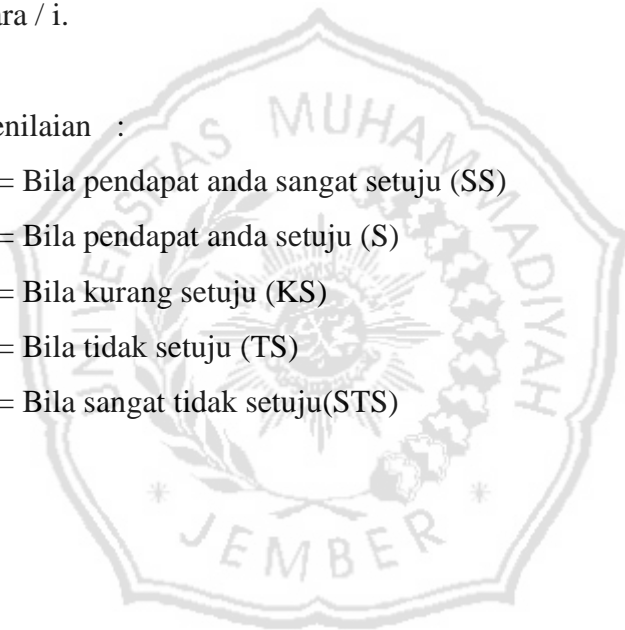 ara / i.
enilaian :
= Bila pendapat anda sangat setuju (SS)
= Bila pendapat anda setuju (S)
= Bila kurang setuju (KS)
= Bila tidak setuju (TS)
= Bila sangat tidak setuju(STS)
UNIVERSITAS MUHAMMADIYAH
JEMBER